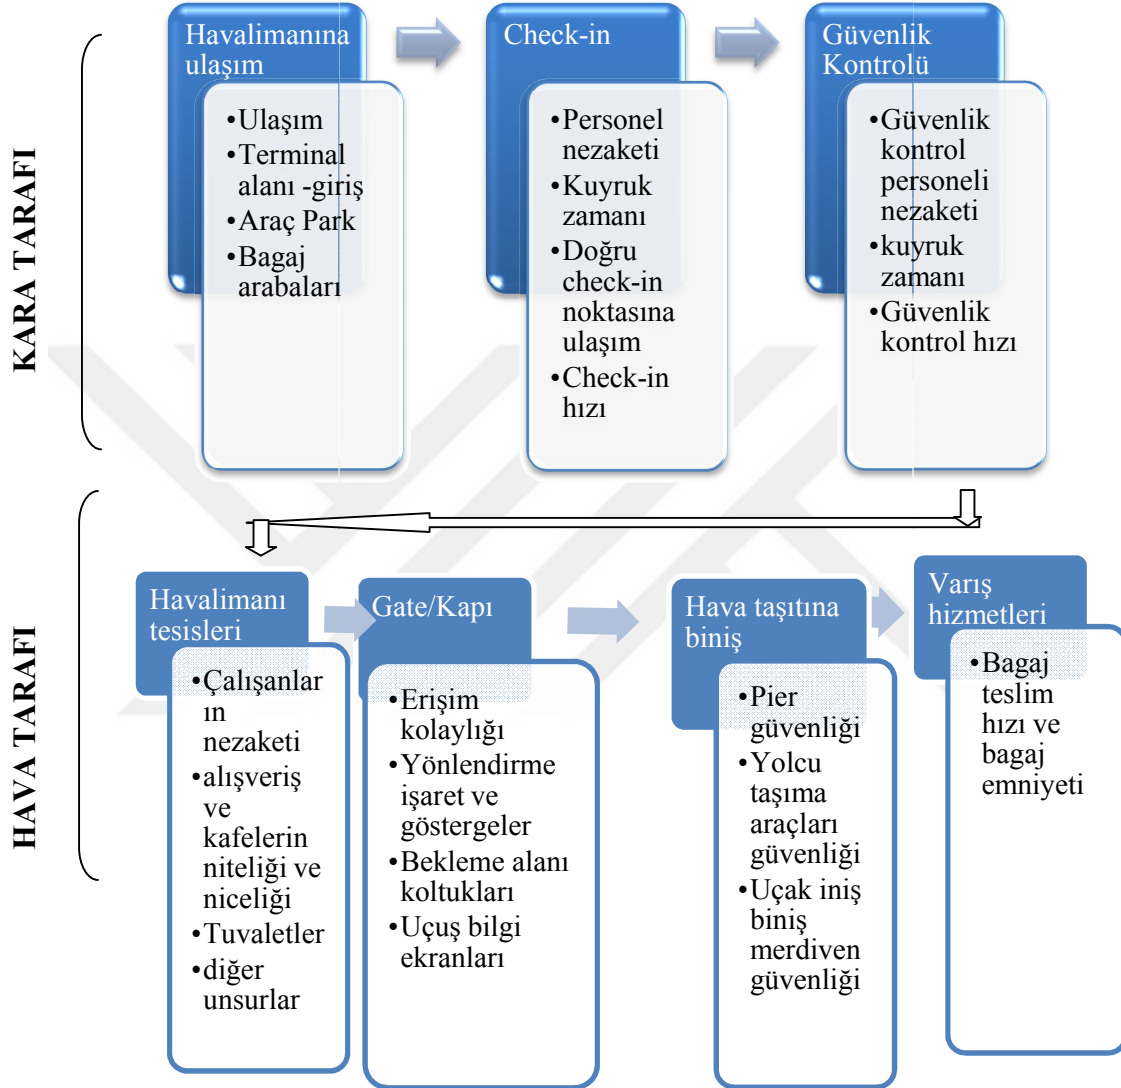 KARA TARAFI
Havalimanına
ulaşım
•Ulaşım
•Terminal
alanı -giriş
•Araç Park
•Bagaj
arabaları
Check-in
•Personel
nezaketi
•Kuyruk
zamanı
•Doğru
check-in
noktasına
ulaşım
•Check-in
hızı
Güvenlik
Kontrolü
•Güvenlik
kontrol
personeli
nezaketi
•kuyruk
zamanı
•Güvenlik
kontrol hızı
HAVA TARAFI
Havalimanı
tesisleri
•Çalışanlar
ın
nezaketi
•alışveriş
ve
kafelerin
niteliği ve
niceliği
•Tuvaletler
•diğer
unsurlar
Gate/Kapı
•Erişim
kolaylığı
•Yönlendirme
işaret ve
göstergeler
•Bekleme alanı
koltukları
•Uçuş bilgi
ekranları
Hava taşıtına
biniş
•Pier
güvenliği
•Yolcu
taşıma
araçları
güvenliği
•Uçak iniş
biniş
merdiven
güvenliği
Varış
hizmetleri
•Bagaj
teslim
hızı ve
bagaj
emniyeti